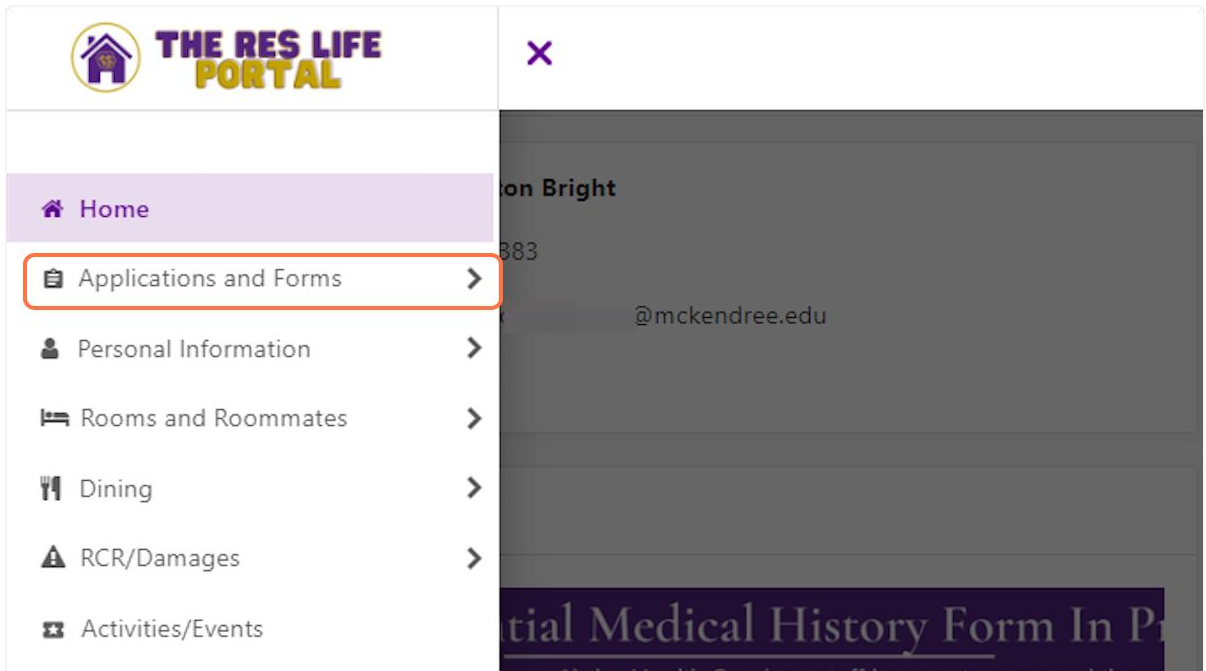 THE RES LIFE
PORTAL
Home
Applications and Forms
Personal Information
Rooms and Roommates
Dining
RCR/Damages
Activities/Events
ton Bright
383
@mckendree.edu
tial Medical History Form In